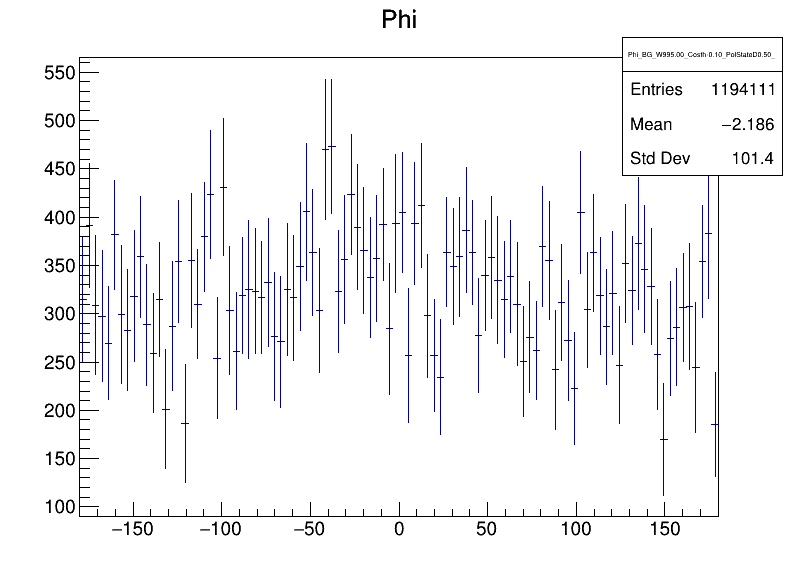 Phi
Phi_BG_W995.00_Costh-0.10_PolStateD0.50_
Entries 1194111
Mean −2.186
Std Dev 101.4
550
500
450
400
350
300
250
200
150
100
−150 −100 −50 0 50 100 150